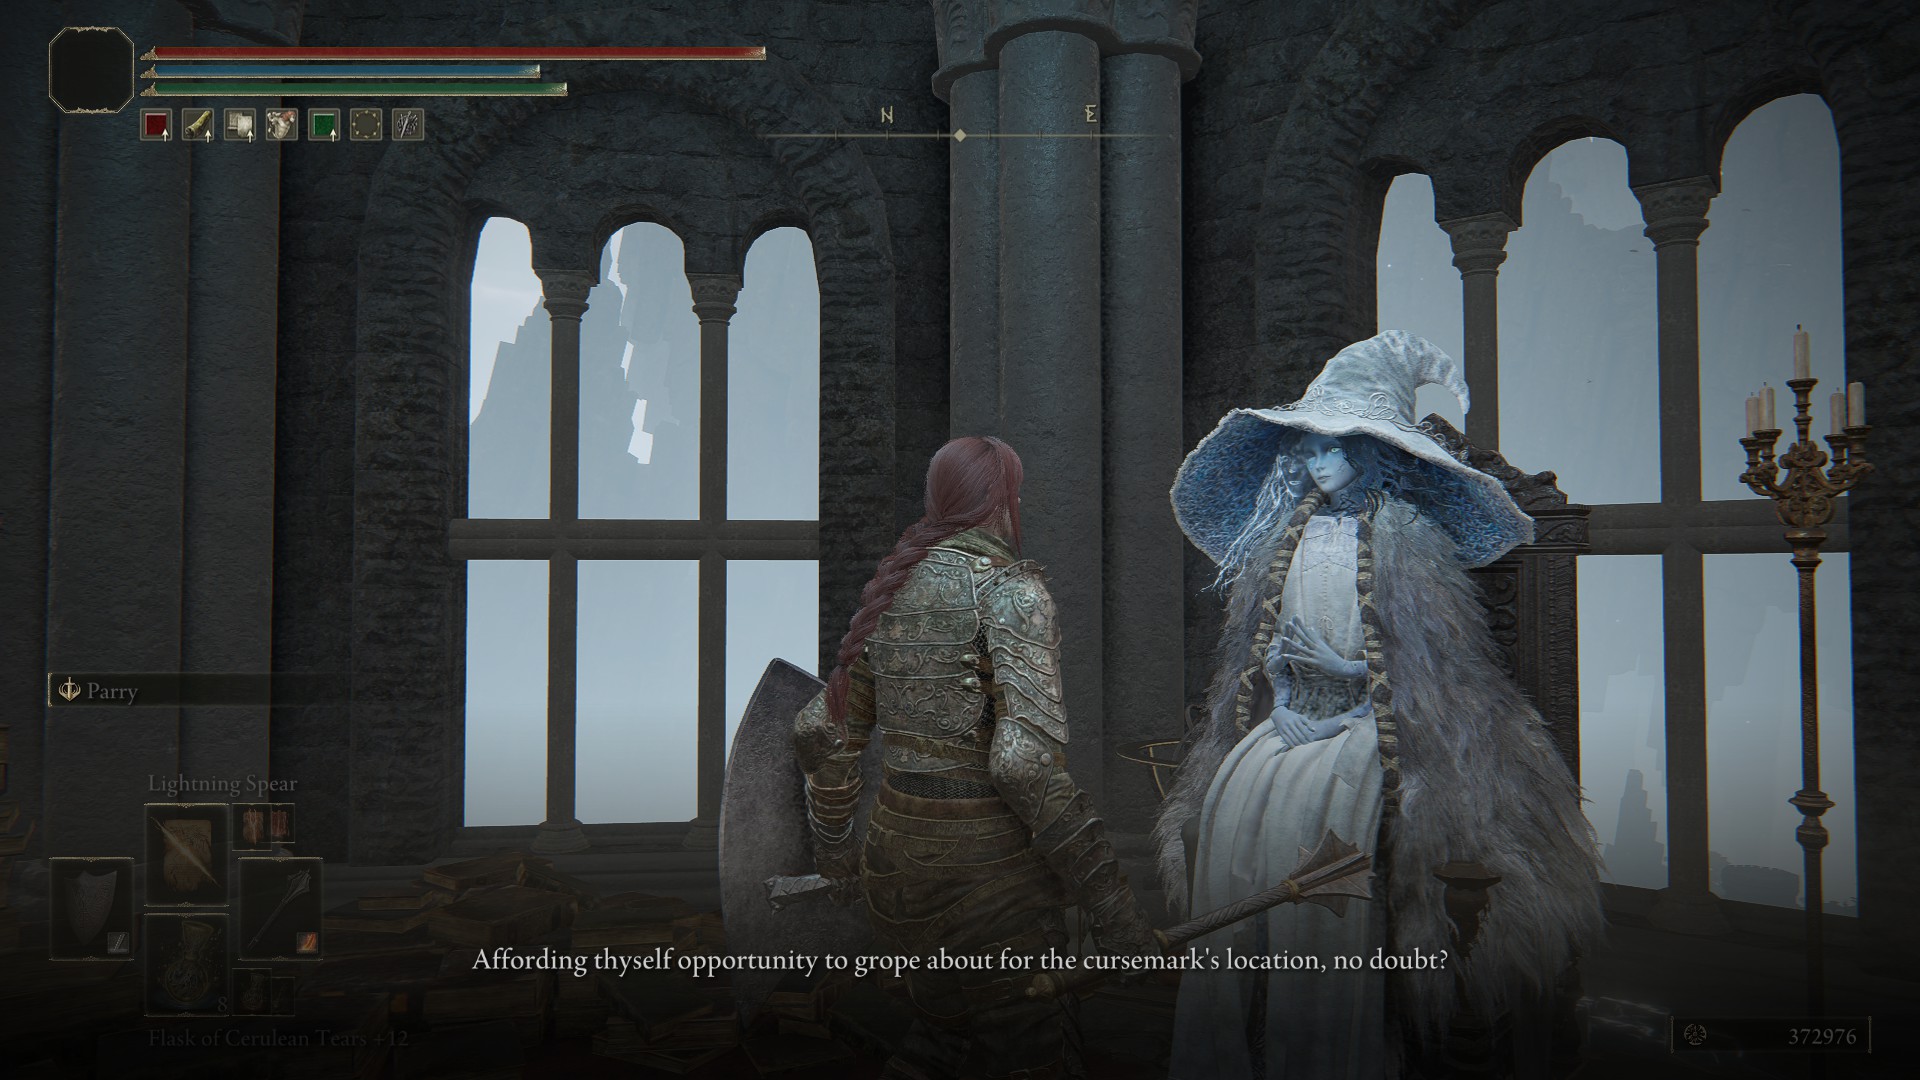 N
E
Parry
Lightning Spear
8
Affording thyself opportunity to grope about for the cursemark's location, no doubt?
Flask of Cerulean Tears +12
372976